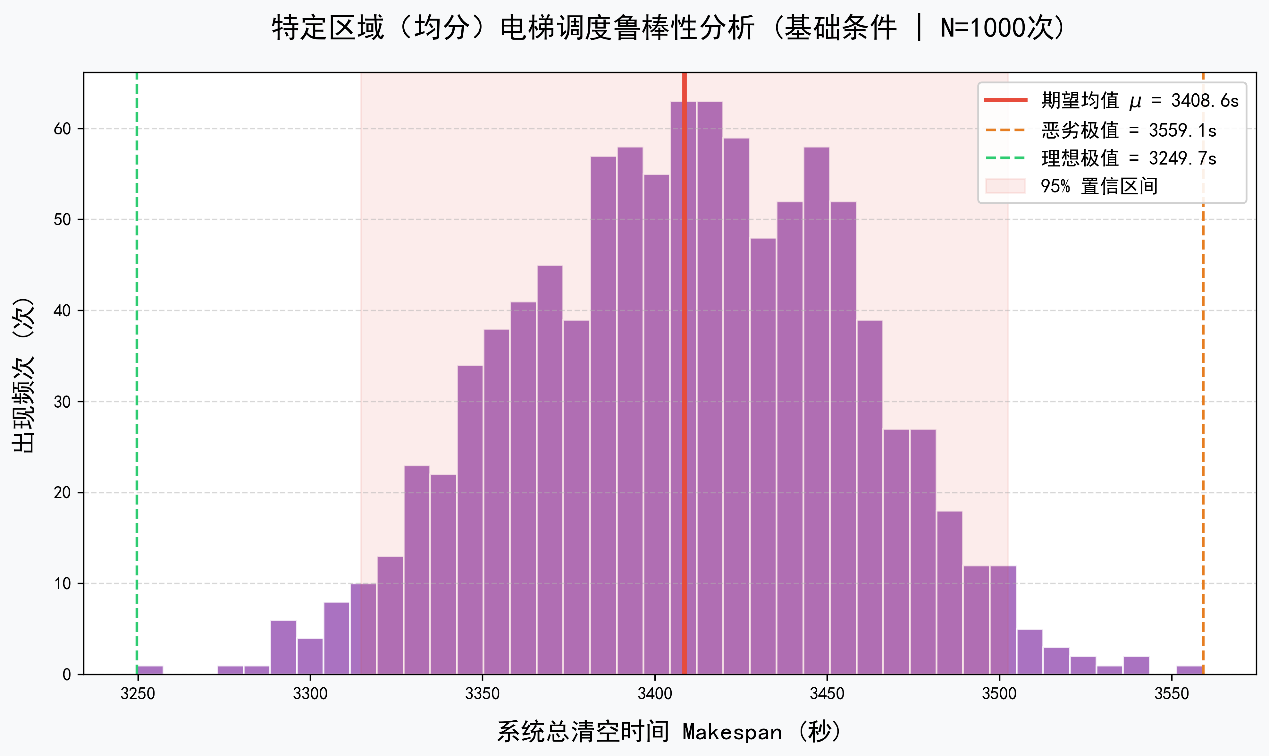 特定区域（均分）电梯调度鲁棒性分析 (基础条件 | N=1000次)
期望均值 μ = 3408.6s
恶劣极值 = 3559.1s
理想极值 = 3249.7s
95% 置信区间
出现频次 (次)
60
50
40
30
20
10
0
3250 3300 3350 3400 3450 3500 3550
系统总清空时间 Makespan (秒)